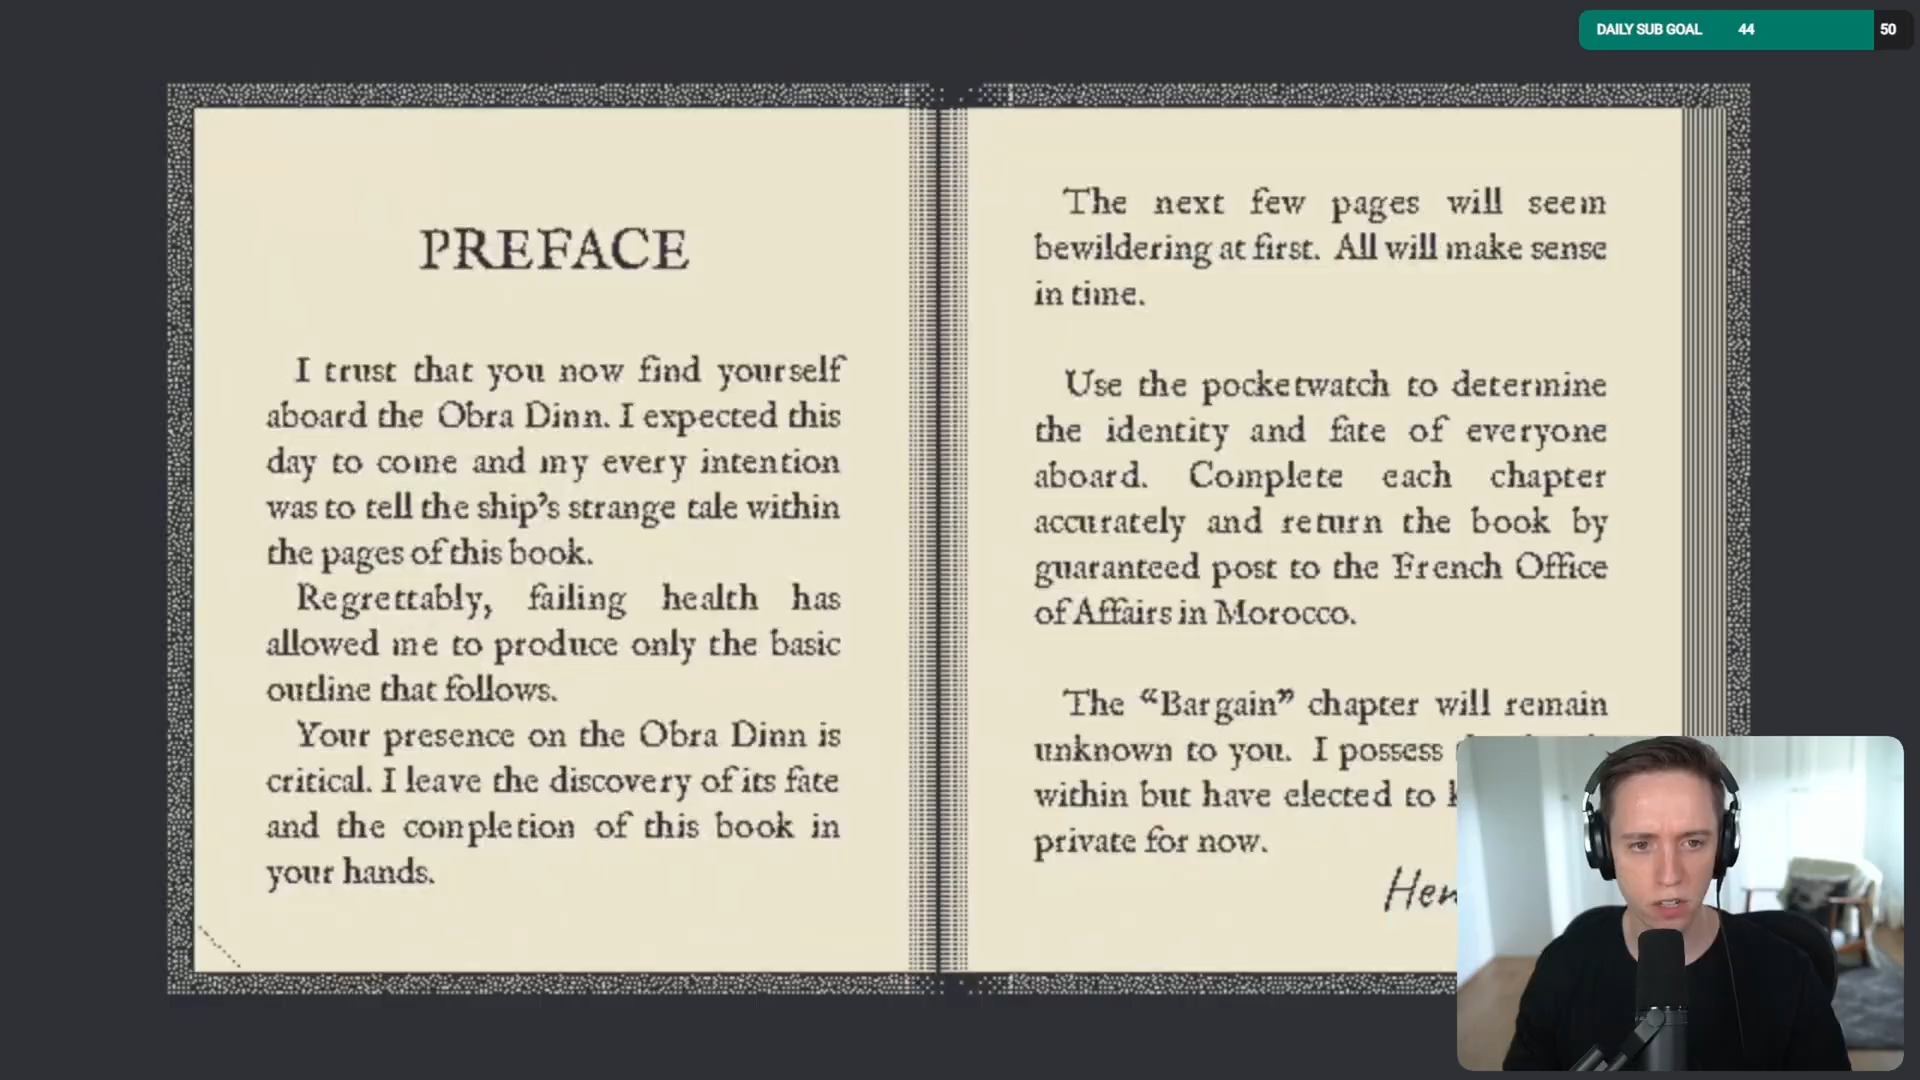 DAILY SUB GOAL 44 50
PREFACE
I trust that you now find yourself
aboard the Obra Dinn. I expected this
day to come and my every intention
was to tell the ship's strange tale within
the pages of this book.
Regrettably, failing health has
allowed me to produce only the basic
outline that follows.
Your presence on the Obra Dinn is
critical. I leave the discovery of its fate
and the completion of this book in
your hands.
The next few pages will seem
bewildering at first. All will make sense
in time.
Use the pocketwatch to determine
the identity and fate of everyone
aboard. Complete each chapter
accurately and return the book by
guaranteed post to the French Office
of Affairs in Morocco.
The “Bargain” chapter will remain
unknown to you. I possess
within but have elected to
private for now.